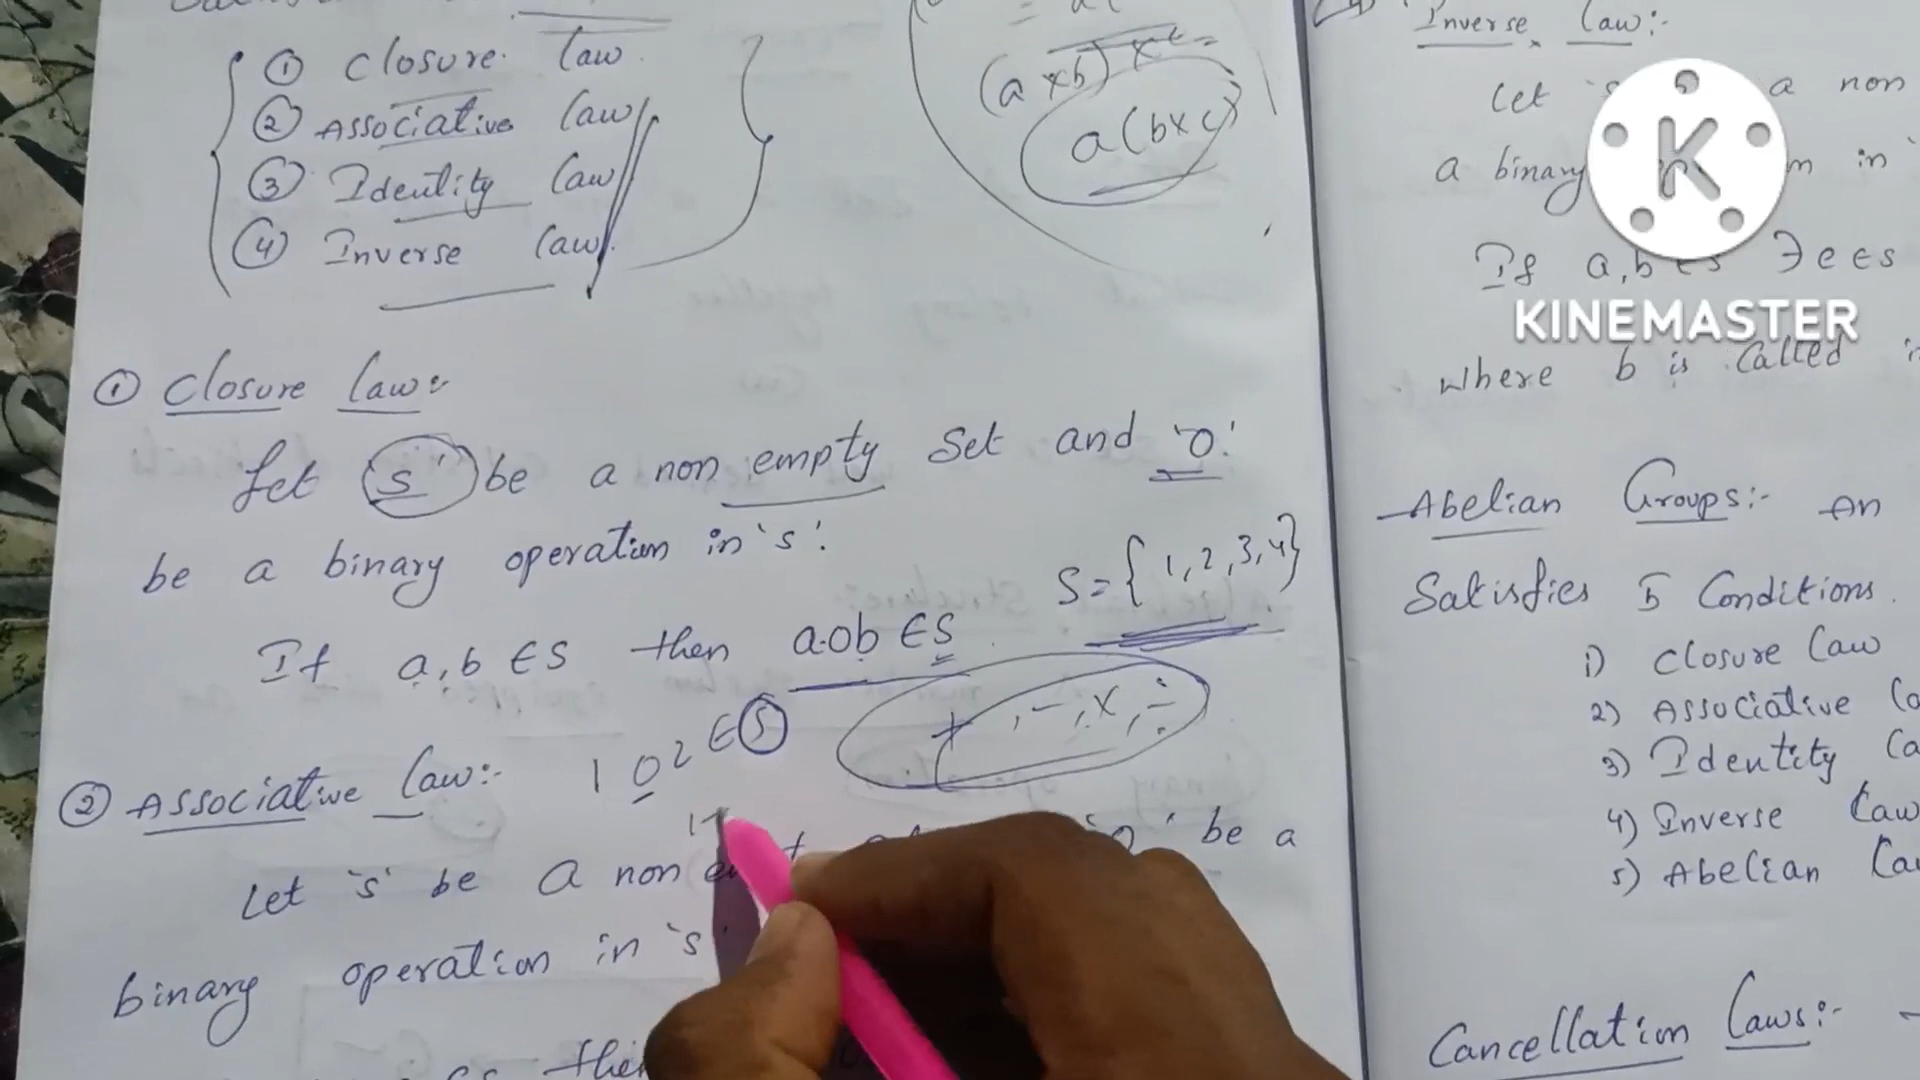 ① Closure Law
② Associative Law
③ Identity Law
④ Inverse Law
(a×b)×c
a(b×c)
① Closure Law:-
Let 's' be a non empty set and 'O'
be a binary operation in 's'.
S = {1,2,3,4}
If a,b ∈ S then aOb ∈ S
+, -, ×, ÷
1 O 2 ∈ S
② Associative Law:-
1+
Let 's' be a non be a
binary operation in 's'
Inverse Law:-
Let a non
a binary in
If a,b ∈ s ∃ e ∈ s
where b is called
Abelian Groups:- An
Satisfies 5 Conditions.
1) Closure Law
2) Associative
3) Identity
4) Inverse Law
5) Abelian
Cancellation Laws:-
KINEMASTER